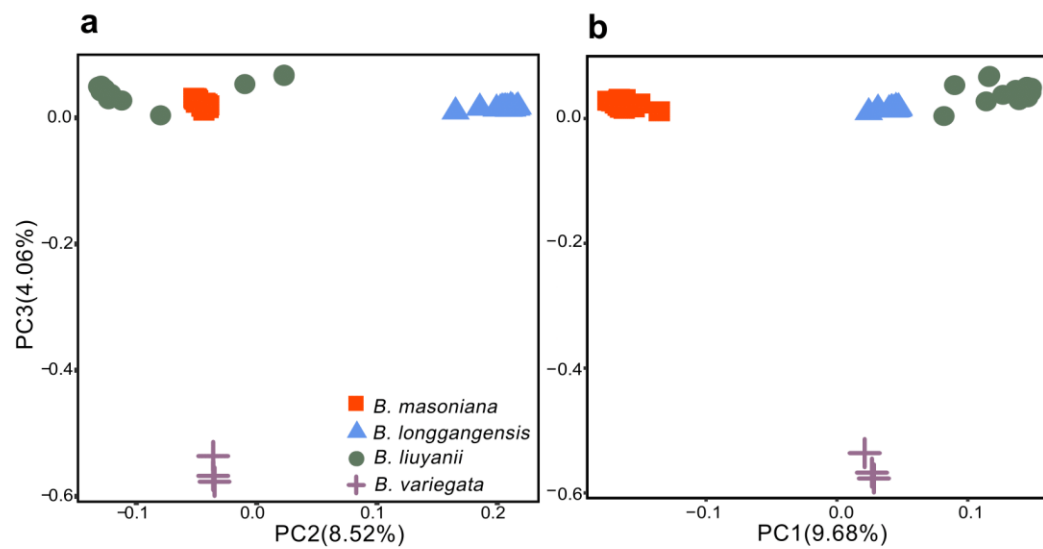 a
b
0.0
−0.2
−0.4
−0.6
PC3(4.06%)
B. masoniana
B. longgangensis
B. liuyanii
B. variegata
−0.1
0.0
0.1
0.2
PC2(8.52%)
0.0
−0.2
−0.4
−0.6
−0.1
0.0
0.1
PC1(9.68%)